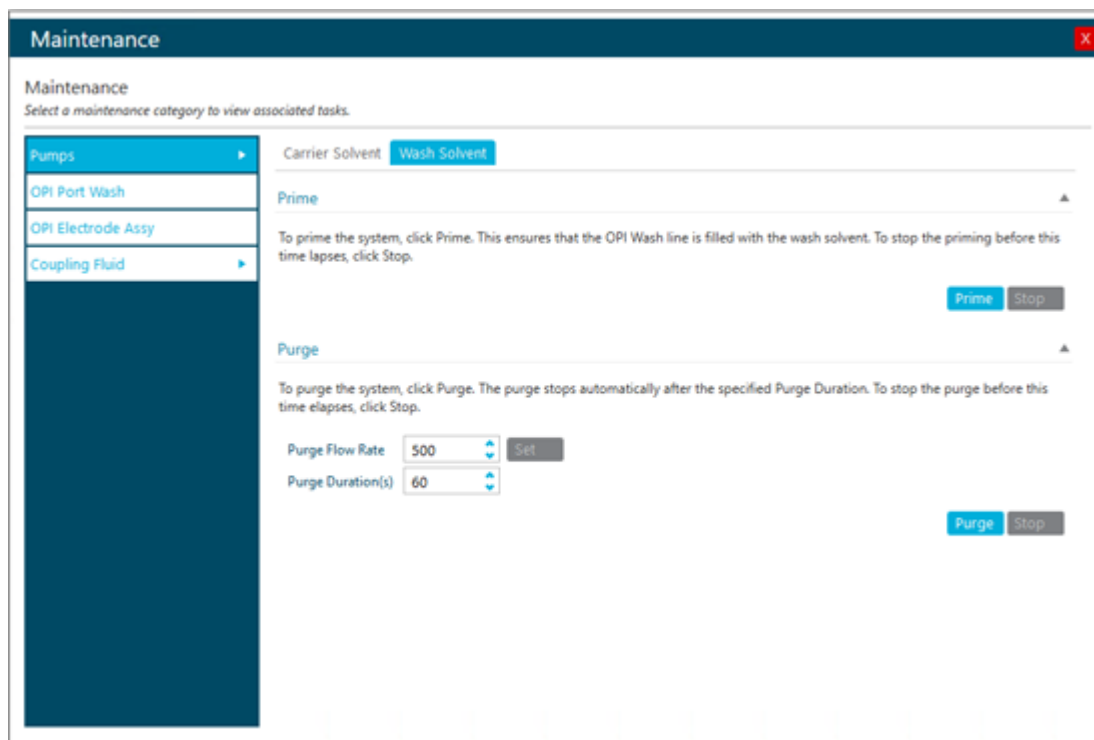 Maintenance
X
Maintenance
Select a maintenance category to view associated tasks.
Pumps
OPI Port Wash
OPI Electrode Assy
Coupling Fluid
Carrier Solvent Wash Solvent
Prime
To prime the system, click Prime. This ensures that the OPI Wash line is filled with the wash solvent. To stop the priming before this
time lapses, click Stop.
Prime Stop
Purge
To purge the system, click Purge. The purge stops automatically after the specified Purge Duration. To stop the purge before this
time elapses, click Stop.
Purge Flow Rate 500 Set
Purge Duration(s) 60
Purge Stop